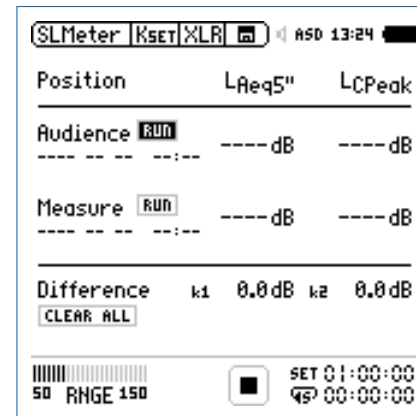 SLMeter KSET XLR ASD 13:24
Position LAeq5" LCPeak
Audience RUN ----dB ----dB
---- -- -- --:--
Measure RUN ----dB ----dB
---- -- -- --:--
Difference k1 0.0dB k2 0.0dB
CLEAR ALL
SET 01:00:00
50 RNGE 150 00:00:00